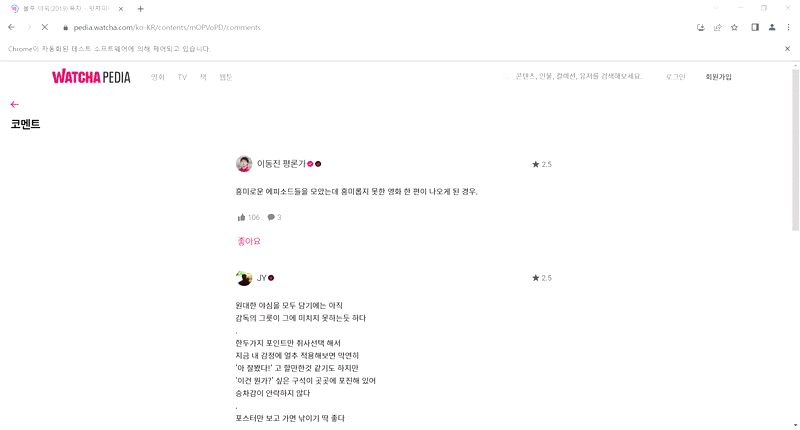 블루 아워(2019)
pedia.watcha.com/ko-KR/contents/mOPVoPD/comments
Chrome이 자동화된 테스트 소프트웨어에 의해 제어되고 있습니다.
WATCHA PEDIA 영화 TV 책 웹툰 콘텐츠, 인물, 컬렉션, 유저를 검색해보세요. 로그인 회원가입
코멘트
이동진 평론가 ★ 2.5
흥미로운 에피소드들을 모았는데 흥미롭지 못한 영화 한 편이 나오게 된 경우.
106 3
좋아요
JY ★ 2.5
원대한 야심을 모두 담기에는 아직
감독의 그릇이 그에 미치지 못하는듯 하다
.
한두가지 포인트만 취사선택 해서
지금 내 감정에 얼추 적용해보면 막연히
'아 잘봤다!' 고 할만한것 같기도 하지만
'이건 뭔가?' 싶은 구석이 곳곳에 포진해 있어
승차감이 안락하지 않다
.
포스터만 보고 가면 낚이기 딱 좋다